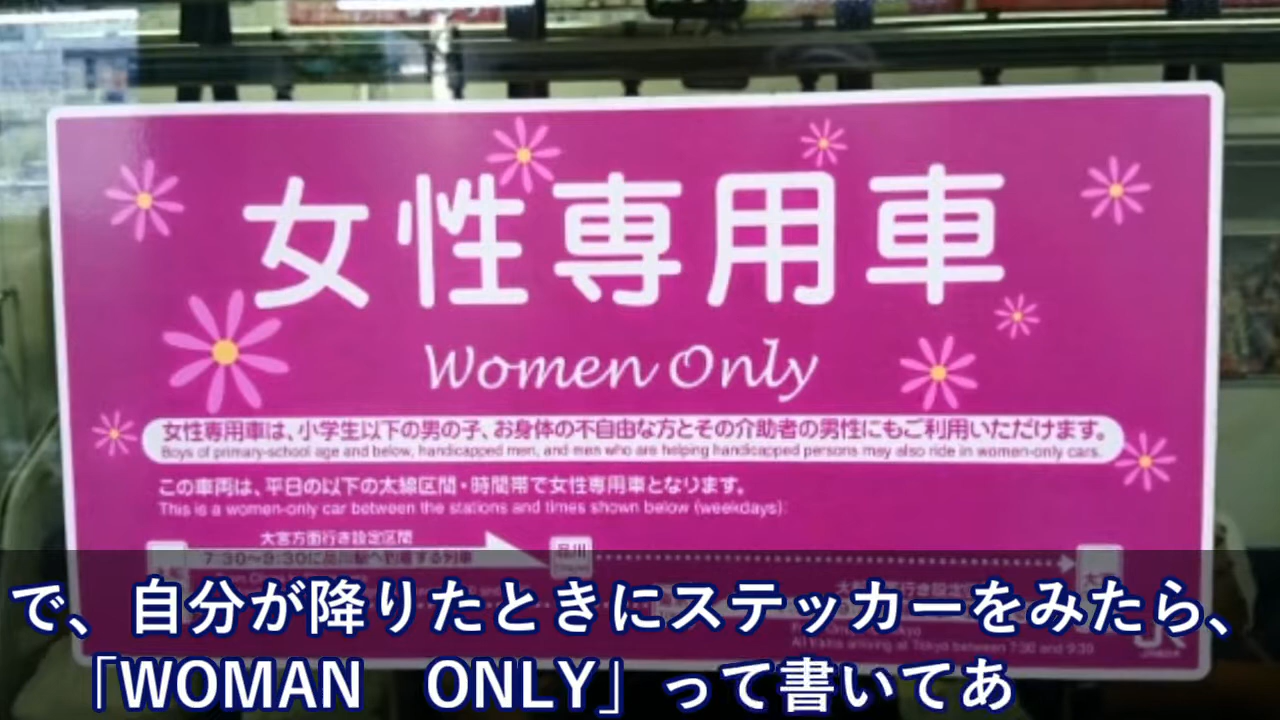 女性専用車
Women Only
女性専用車は、小学生以下の男の子、お身体の不自由な方とその介助者の男性にもご利用いただけます。
Boys of primary-school age and below, handicapped men, and men who are helping handicapped persons may also ride in women-only cars.
この車両は、平日の以下の太線区間・時間帯で女性専用車となります。
This is a women-only car between the stations and times shown below (weekdays):
大宮方面行き設定区間
7:30~9:30に品川駅へ到着する列車
品川
で、自分が降りたときにステッカーをみたら、
「WOMAN ONLY」って書いてあ